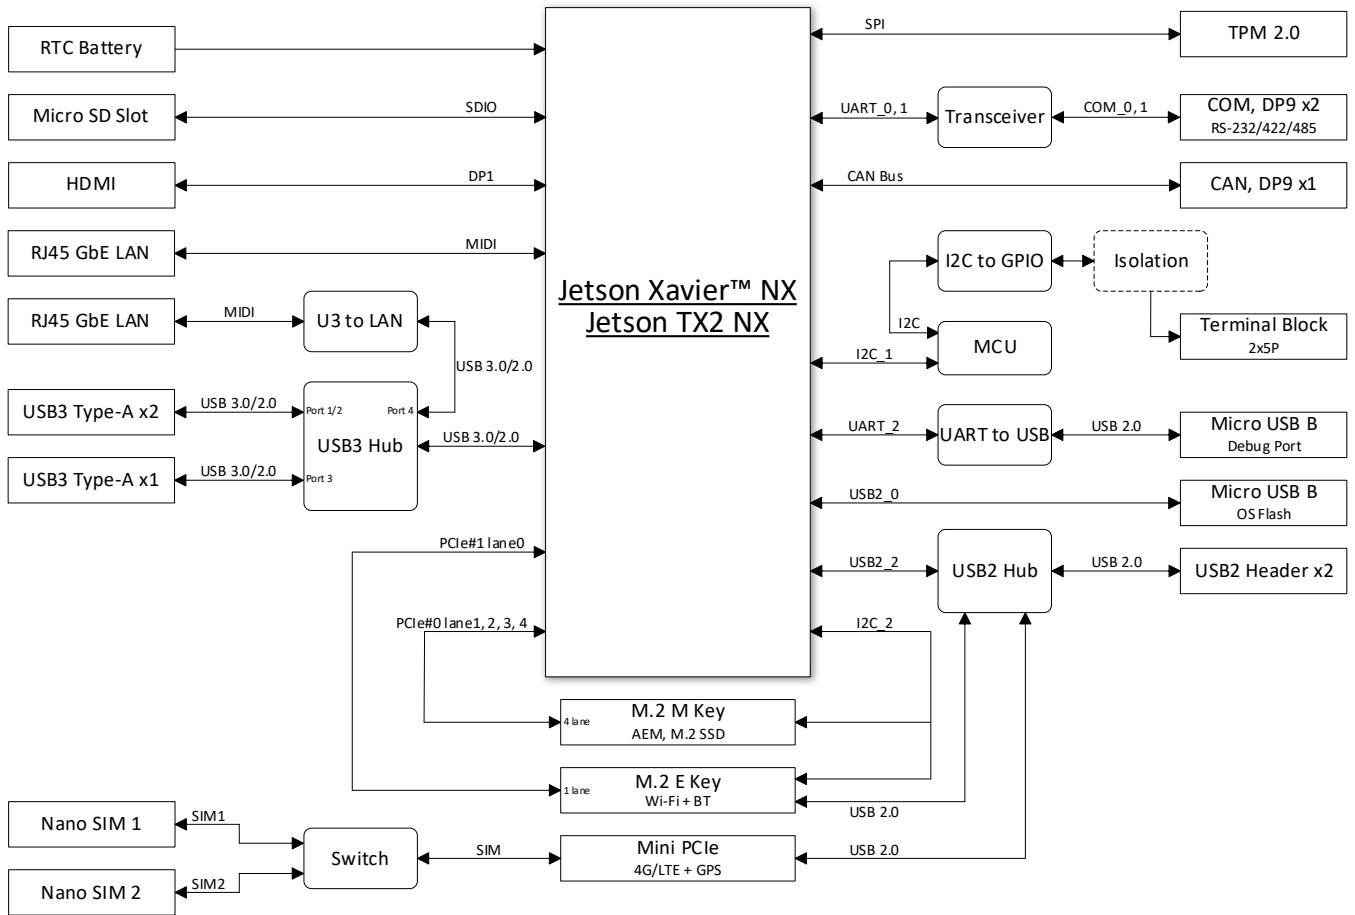 RTC Battery
SPI
TPM 2.0
Micro SD Slot
SDIO
UART_0, 1
Transceiver
COM_0, 1
COM, DP9 x2
RS-232/422/485
HDMI
DP1
CAN Bus
CAN, DP9 x1
RJ45 GbE LAN
MIDI
I2C to GPIO
Isolation
Jetson Xavier™ NX
Jetson TX2 NX
RJ45 GbE LAN
MIDI
U3 to LAN
USB 3.0/2.0
I2C
MCU
I2C_1
Terminal Block
2x5P
USB3 Type-A x2
USB 3.0/2.0
Port 1/2
Port 4
USB3 Hub
Port 3
USB 3.0/2.0
USB3 Type-A x1
USB 3.0/2.0
UART_2
UART to USB
USB 2.0
Micro USB B
Debug Port
USB2_0
Micro USB B
OS Flash
PCIe#1 lane0
USB2_2
USB2 Hub
USB 2.0
USB2 Header x2
PCIe#0 lane1, 2, 3, 4
I2C_2
4 lane
M.2 M Key
AEM, M.2 SSD
1 lane
M.2 E Key
Wi-Fi + BT
USB 2.0
Nano SIM 1
SIM1
Switch
SIM
Mini PCIe
4G/LTE + GPS
USB 2.0
Nano SIM 2
SIM2